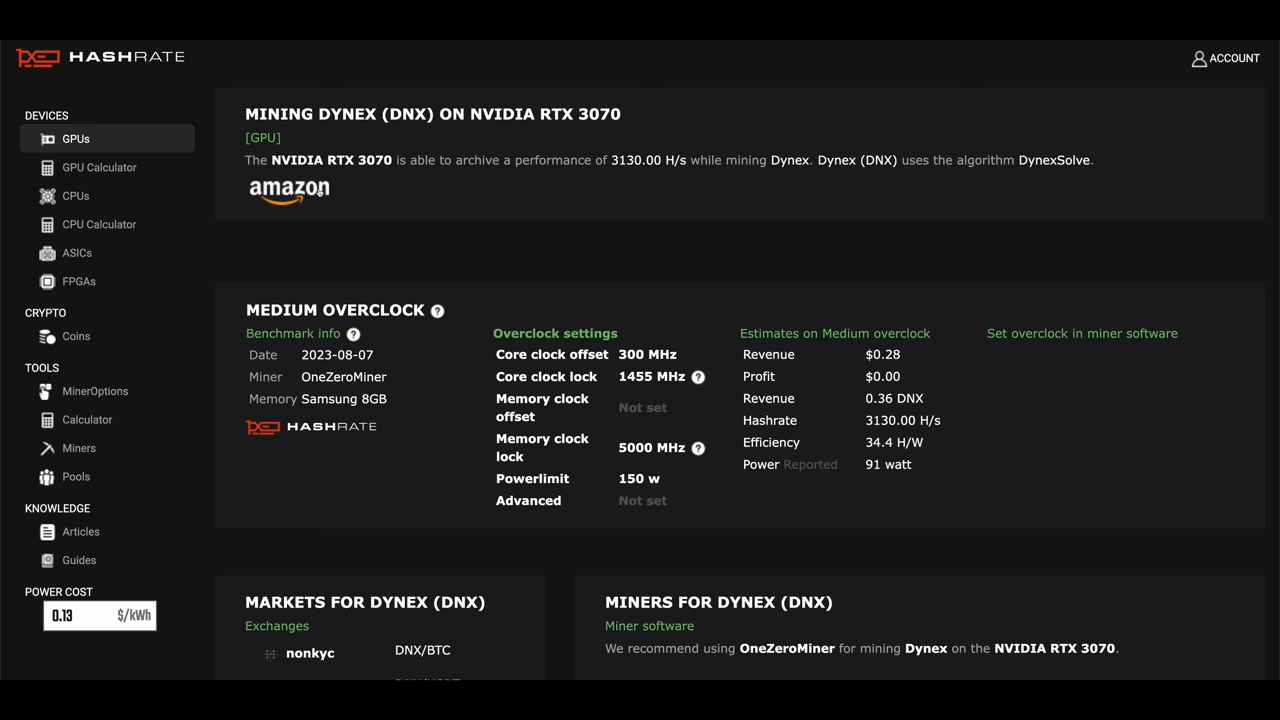 HASHRATE
ACCOUNT
DEVICES
GPUs
GPU Calculator
CPUs
CPU Calculator
ASICs
FPGAs
CRYPTO
Coins
TOOLS
MinerOptions
Calculator
Miners
Pools
KNOWLEDGE
Articles
Guides
POWER COST
0.13 $/kWh
MINING DYNEX (DNX) ON NVIDIA RTX 3070
[GPU]
The NVIDIA RTX 3070 is able to archive a performance of 3130.00 H/s while mining Dynex. Dynex (DNX) uses the algorithm DynexSolve.
amazon
MEDIUM OVERCLOCK ?
Benchmark info ?
Date 2023-08-07
Miner OneZeroMiner
Memory Samsung 8GB
HASHRATE
Overclock settings
Core clock offset 300 MHz
Core clock lock 1455 MHz ?
Memory clock
offset Not set
Memory clock
lock 5000 MHz ?
Powerlimit 150 w
Advanced Not set
Estimates on Medium overclock
Revenue $0.28
Profit $0.00
Revenue 0.36 DNX
Hashrate 3130.00 H/s
Efficiency 34.4 H/W
Power Reported 91 watt
Set overclock in miner software
MARKETS FOR DYNEX (DNX)
Exchanges
nonkyc DNX/BTC
MINERS FOR DYNEX (DNX)
Miner software
We recommend using OneZeroMiner for mining Dynex on the NVIDIA RTX 3070.